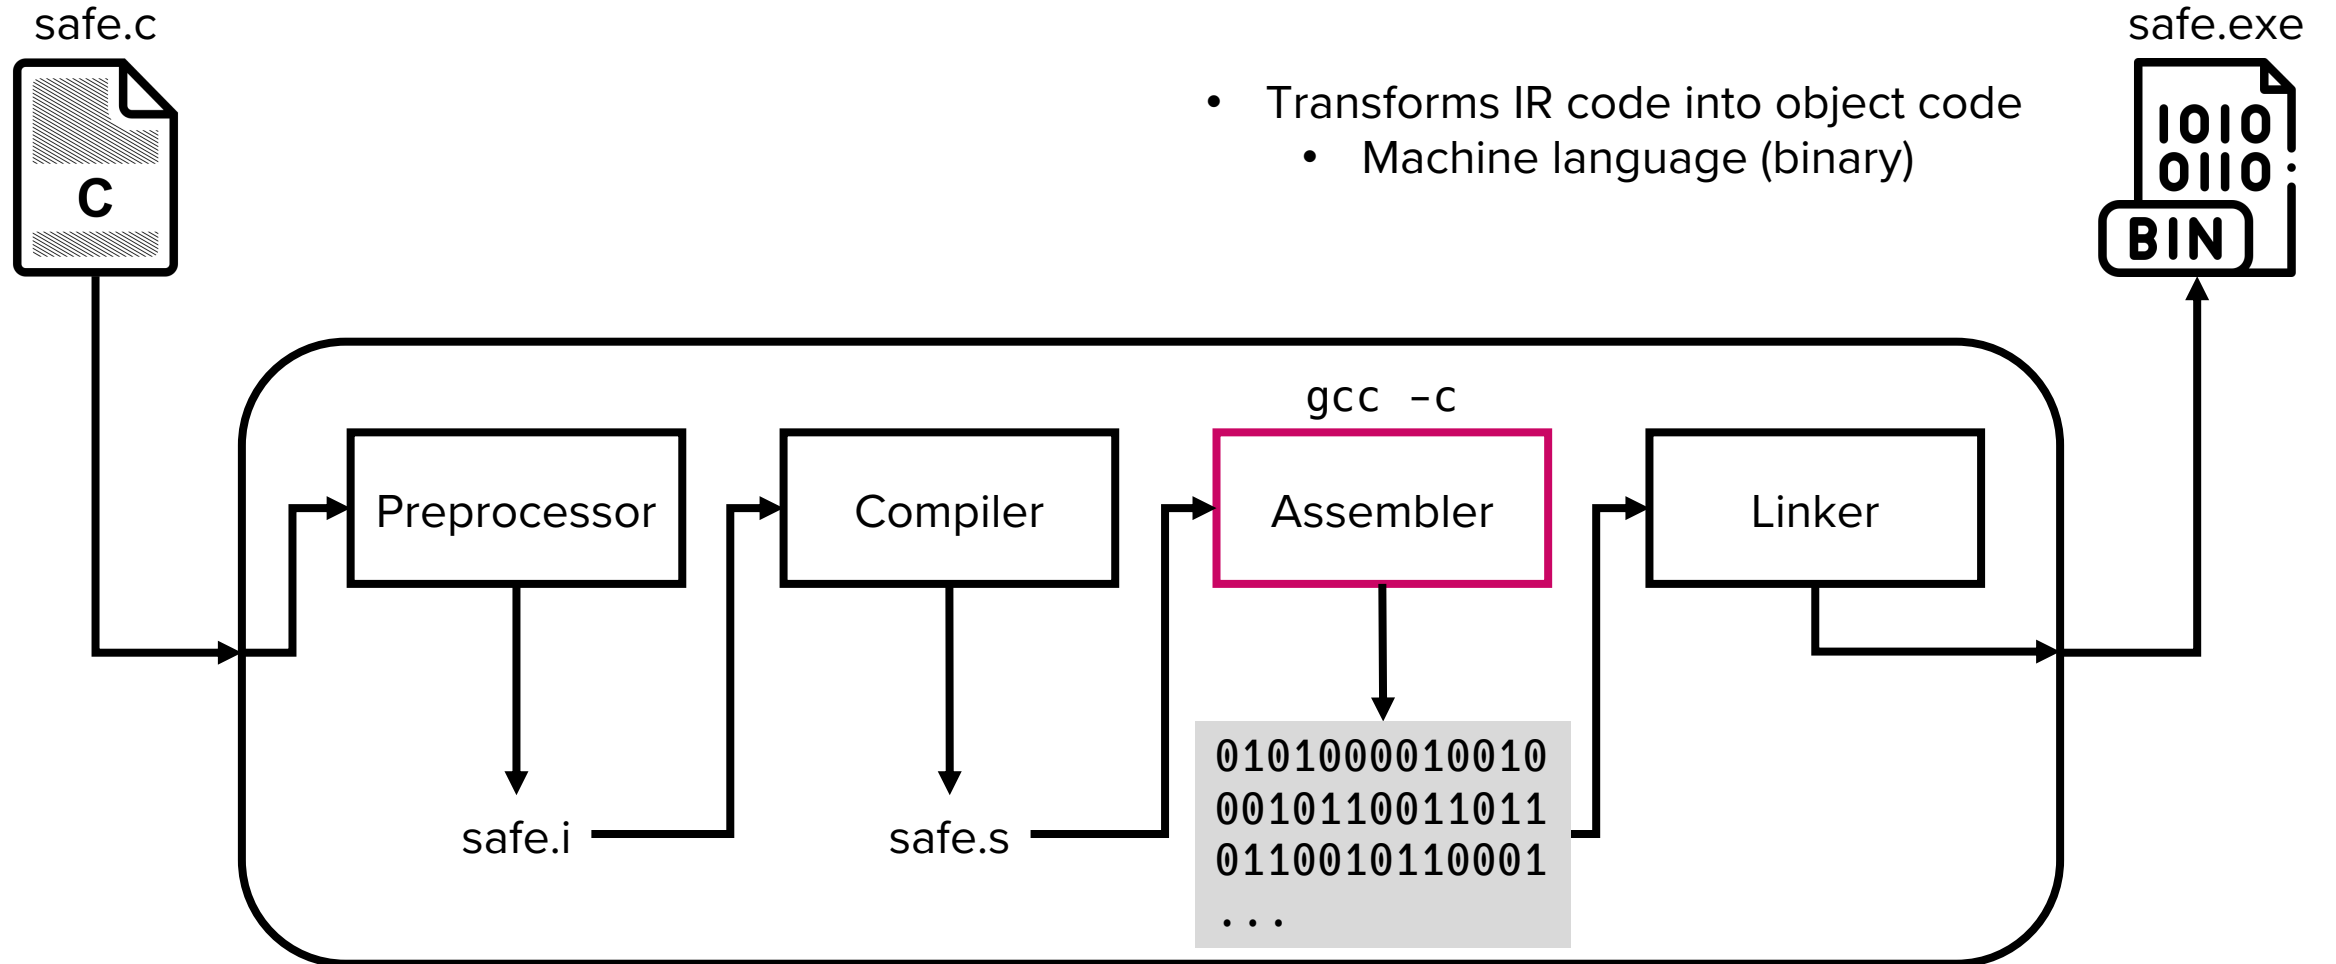 safe.c
C
safe.exe
1010
0110
BIN
• Transforms IR code into object code
• Machine language (binary)
gcc -c
Preprocessor
Compiler
Assembler
Linker
safe.i
safe.s
0101000010010
0010110011011
0110010110001
...